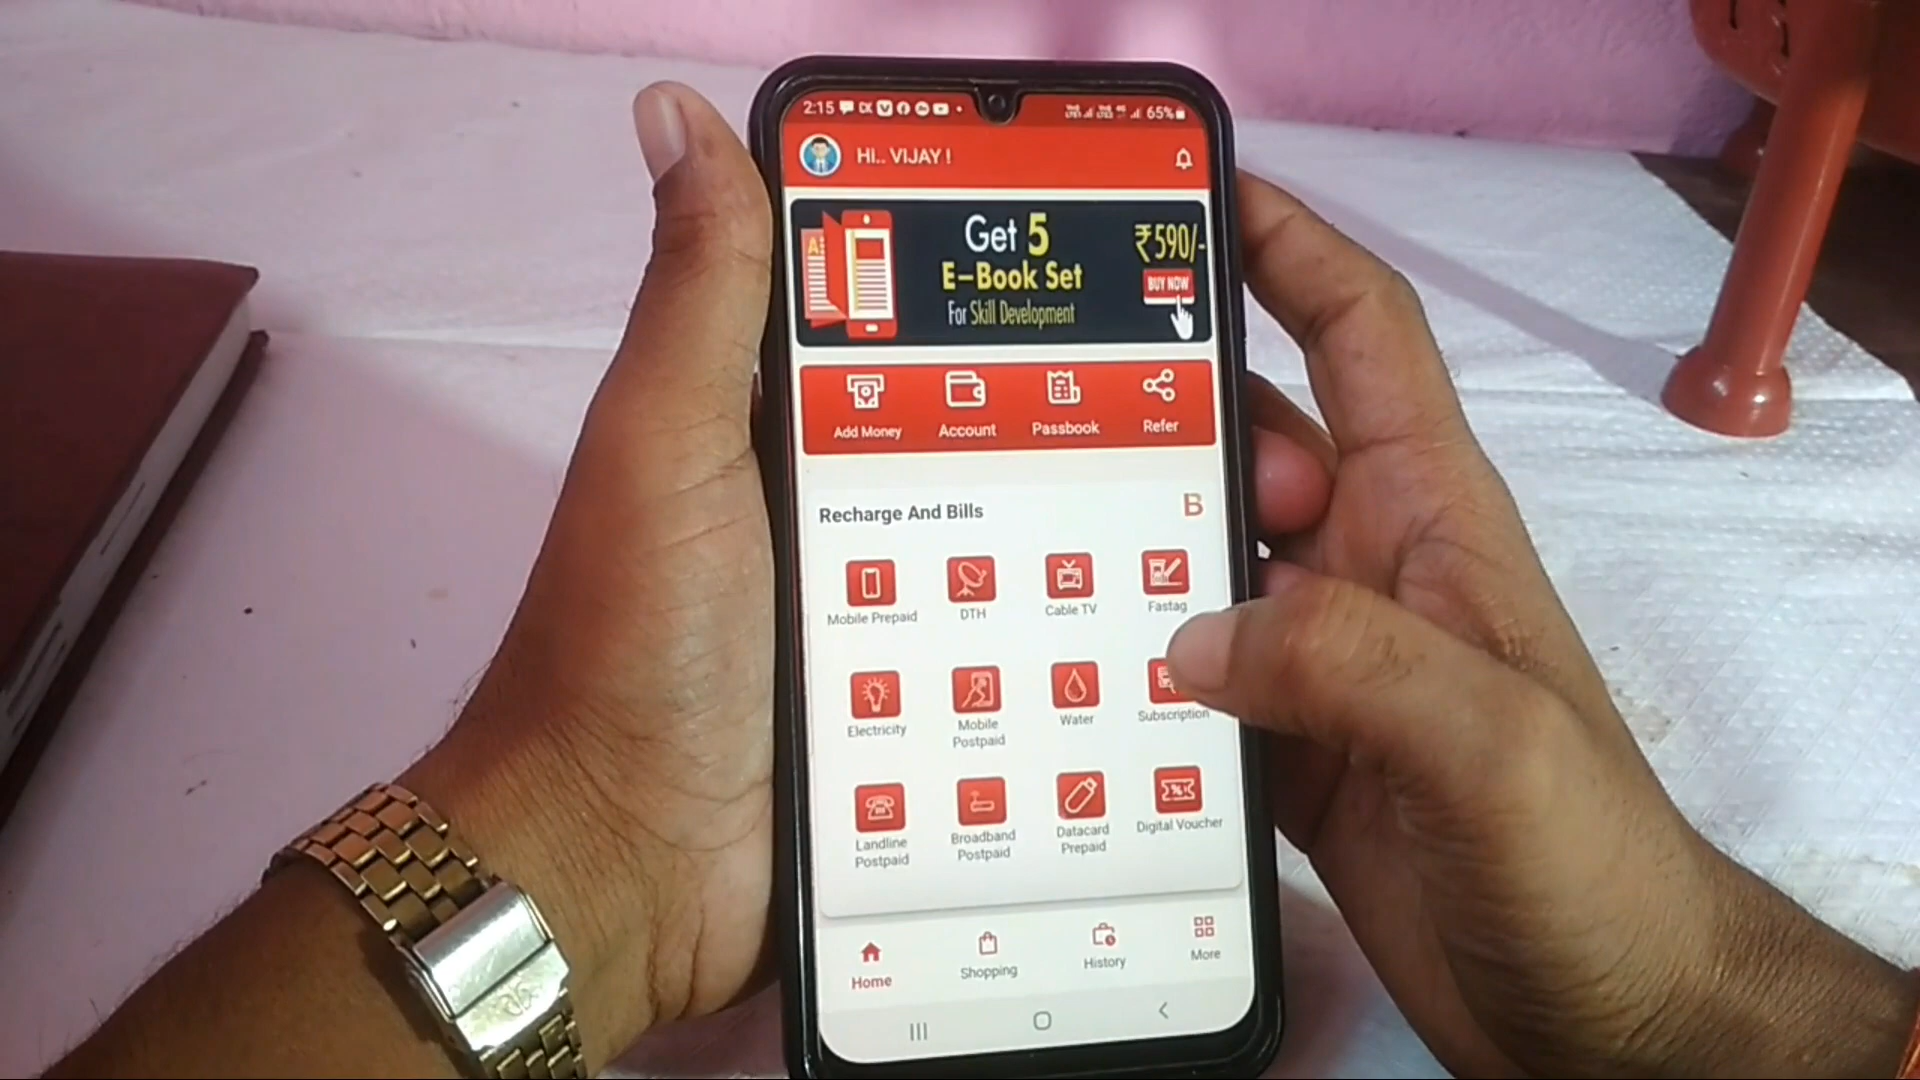 2:15
65%
HI.. VIJAY !
Get 5
E-Book Set
For Skill Development
₹590/-
BUY NOW
Add Money
Account
Passbook
Refer
Recharge And Bills
B
Mobile Prepaid
DTH
Cable TV
Fastag
Electricity
Mobile
Postpaid
Water
Subscription
Landline
Postpaid
Broadband
Postpaid
Datacard
Prepaid
Digital Voucher
Home
Shopping
History
More